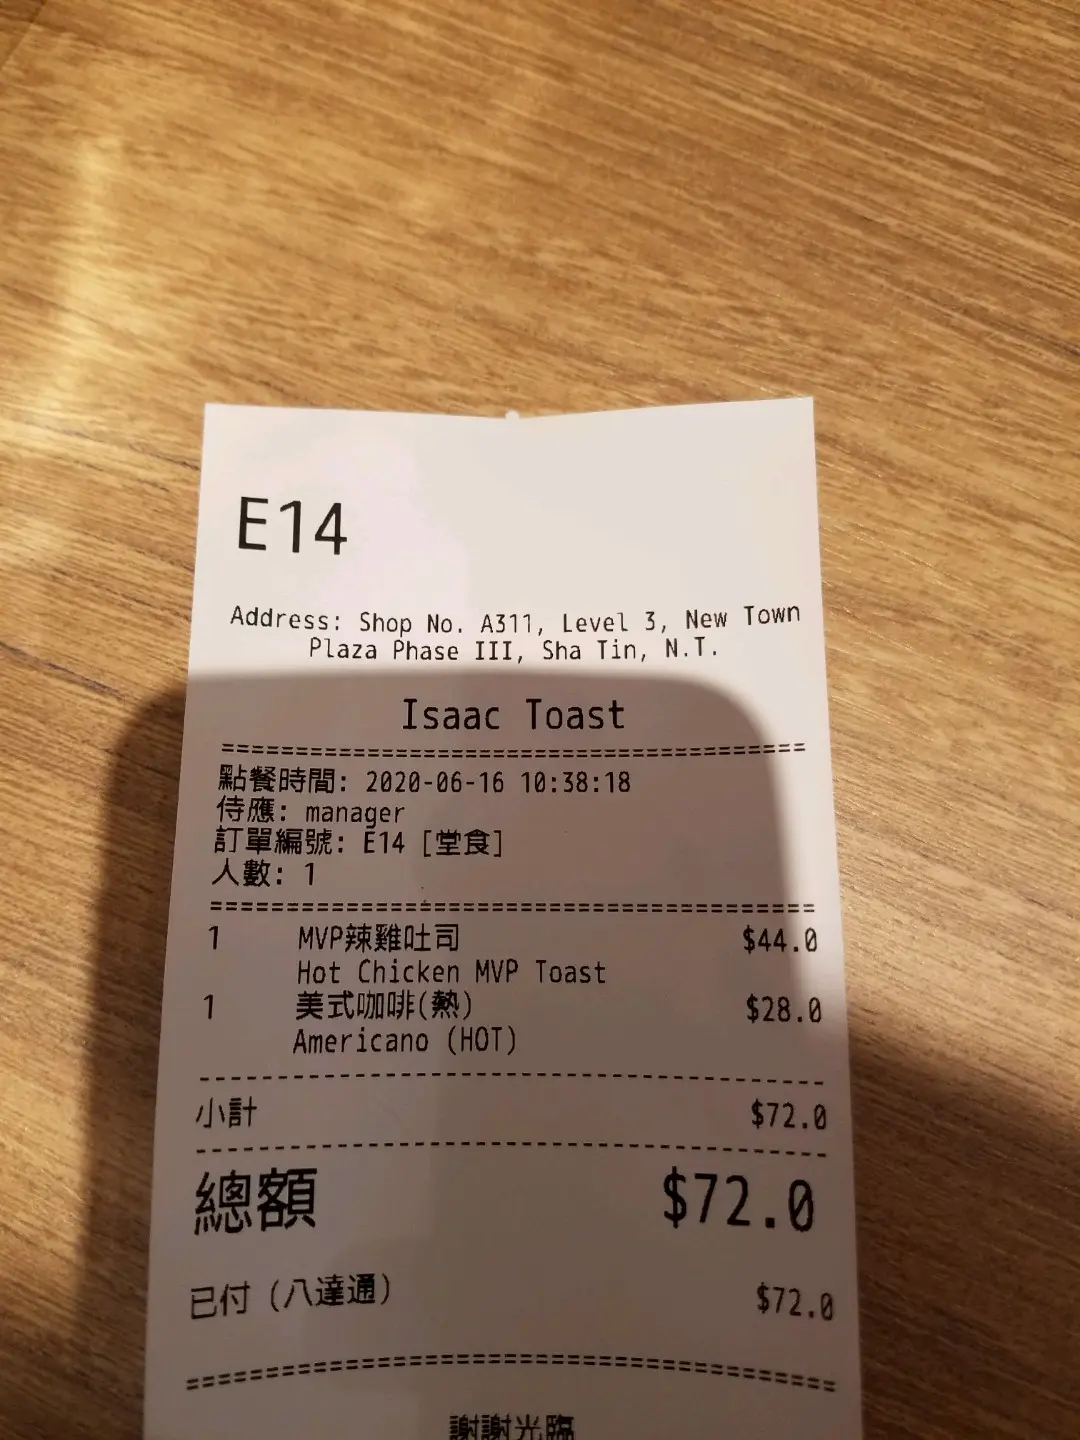 E14
Address: Shop No. A311, Level 3, New Town
Plaza Phase III, Sha Tin, N.T.
Isaac Toast
==============================================
點餐時間: 2020-06-16 10:38:18
侍應: manager
訂單編號: E14 [堂食]
人數: 1
==============================================
1 MVP辣雞吐司 $44.0
Hot Chicken MVP Toast
1 美式咖啡(熱) $28.0
Americano (HOT)
----------------------------------------------
小計 $72.0
----------------------------------------------
總額 $72.0
已付 (八達通) $72.0
==============================================
謝謝光臨